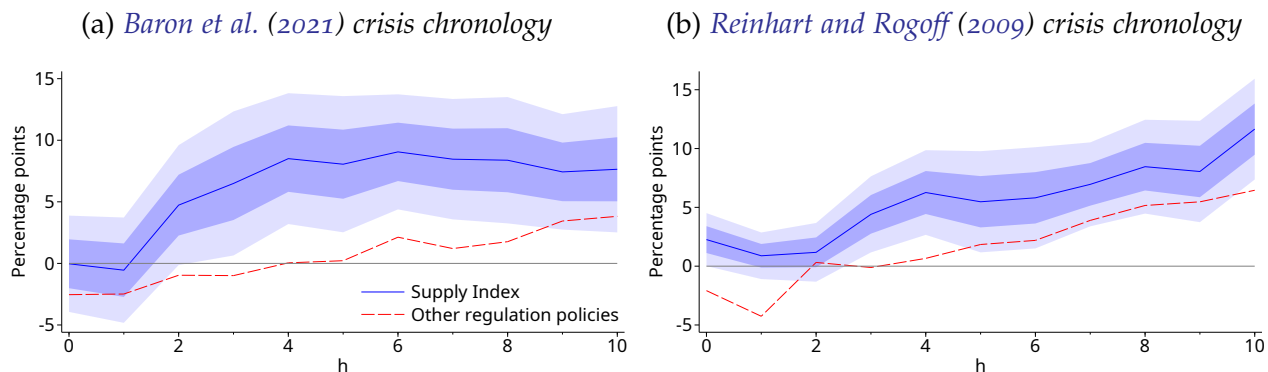 (a) Baron et al. (2021) crisis chronology
15
10
5
0
-5
Percentage points
0 2 4 6 8 10
h
Supply Index
Other regulation policies
(b) Reinhart and Rogoff (2009) crisis chronology
15
10
5
0
-5
Percentage points
0 2 4 6 8 10
h